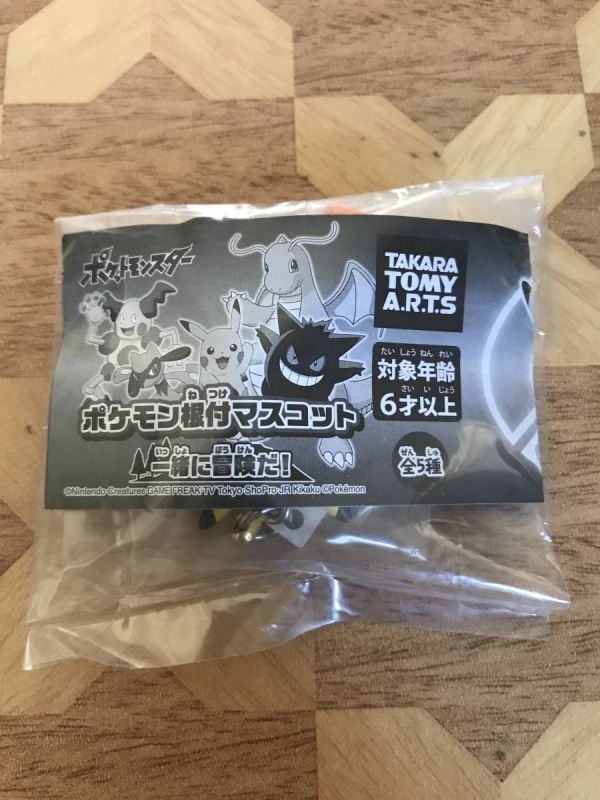 ポケットモンスター
TAKARA
TOMY
A.R.T.S
たい しょう ねん れい
対象年齢
さい い じょう
6才以上
ね つけ
ポケモン根付マスコット
いっ しょ ぼう けん
一緒に冒険だ!
ぜん しゅ
全5種
©Nintendo･Creatures･GAME FREAK･TV Tokyo･ShoPro･JR Kikaku ©Pokémon